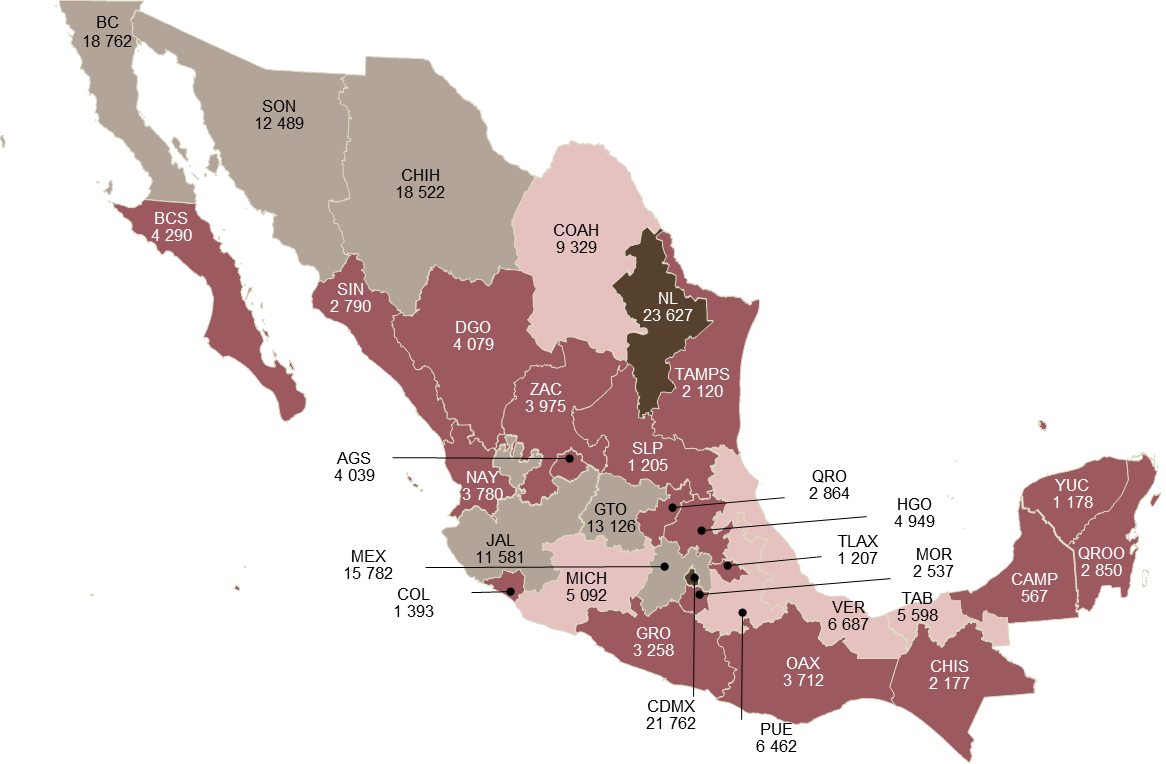 BC
18 762
SON
12 489
CHIH
18 522
BCS
4 290
COAH
9 329
SIN
2 790
NL
23 627
DGO
4 079
TAMPS
2 120
ZAC
3 975
SLP
1 205
AGS
4 039
NAY
3 780
QRO
2 864
YUC
1 178
GTO
13 126
HGO
4 949
JAL
11 581
TLAX
1 207
MEX
15 782
MOR
2 537
QROO
2 850
MICH
5 092
CAMP
567
COL
1 393
TAB
5 598
VER
6 687
GRO
3 258
OAX
3 712
CHIS
2 177
CDMX
21 762
PUE
6 462